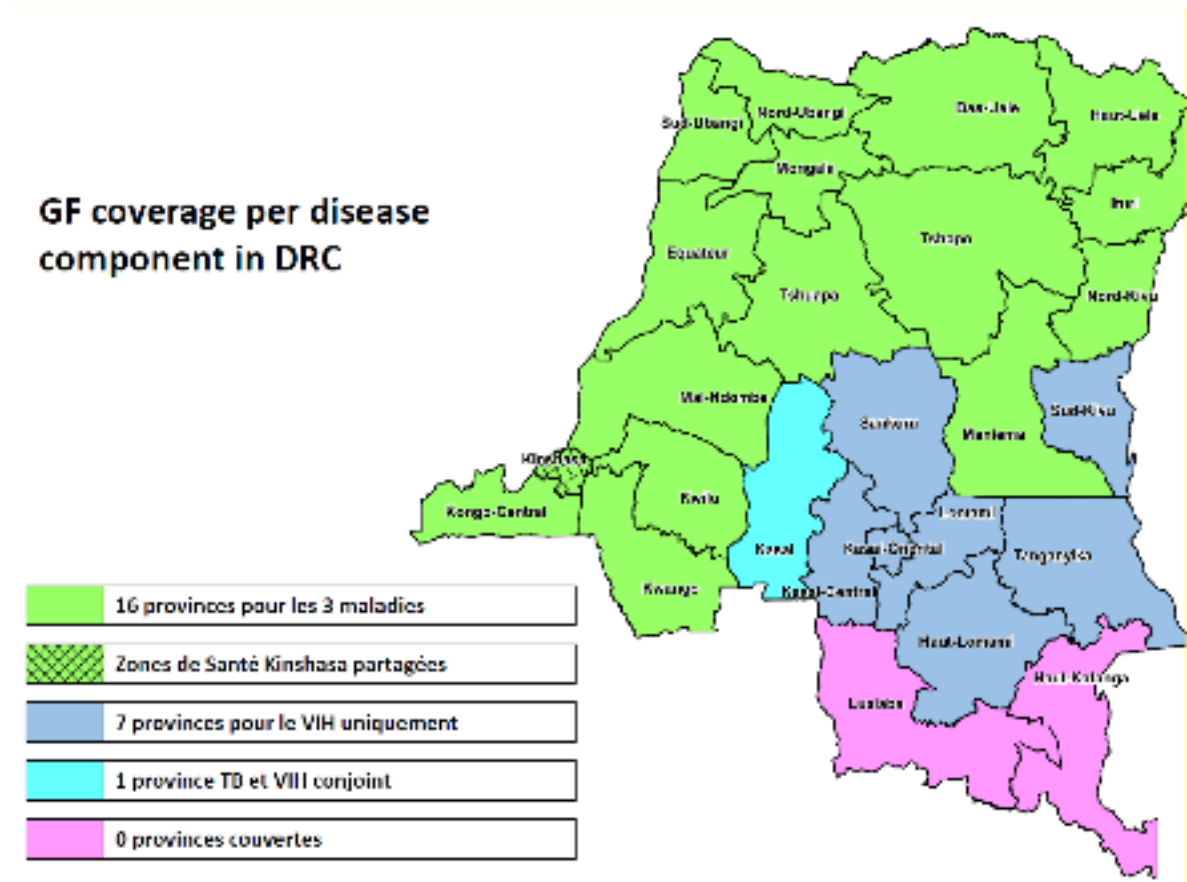 GF coverage per disease
component in DRC
Nord-Ubangi
Bas-Uele
Haut-Uele
Sud-Ubangi
Mongala
Ituri
Tshopo
Equateur
Tshuapa
Nord-Kivu
Mai-Ndombe
Sankuru
Sud-Kivu
Maniema
Kinshasa
Kongo-Central
Kwilu
Lomami
Kasai
Kasai-Oriental
Tanganyika
Kwango
Kasai-Central
Haut-Lomami
Haut-Katanga
Lualaba
16 provinces pour les 3 maladies
Zones de Santé Kinshasa partagées
7 provinces pour le VIH uniquement
1 province TB et VIH conjoint
0 provinces couvertes